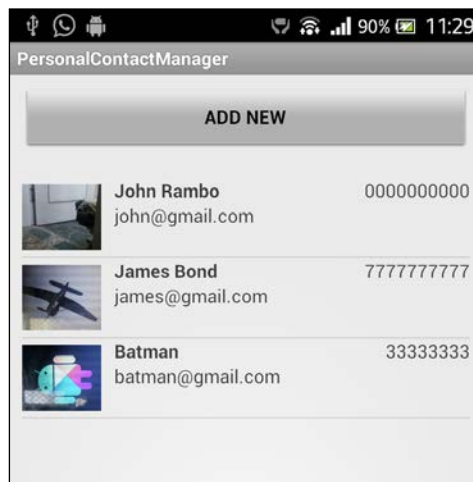 90% 11:29
PersonalContactManager
ADD NEW
John Rambo 0000000000
john@gmail.com
James Bond 7777777777
james@gmail.com
Batman 33333333
batman@gmail.com